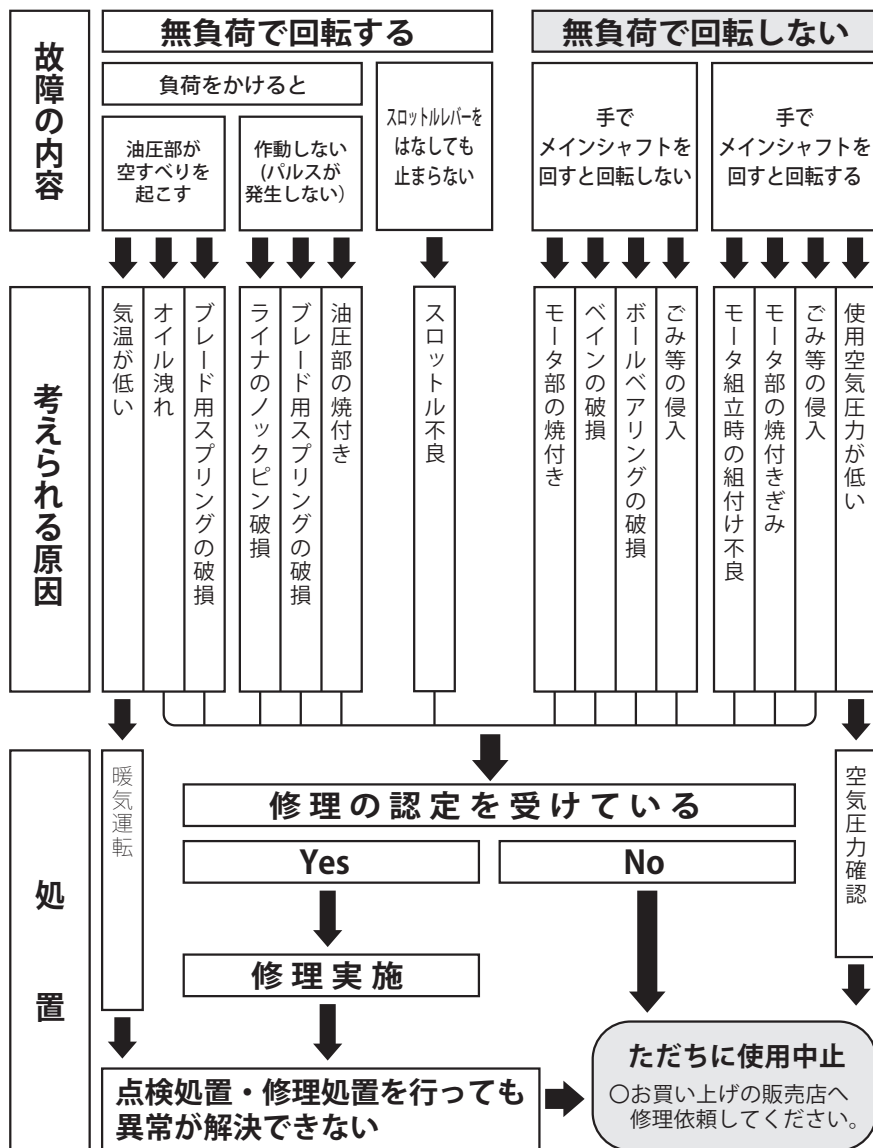 故障の内容
無負荷で回転する
無負荷で回転しない
負荷をかけると
油圧部が
空すべりを
起こす
作動しない
(パルスが
発生しない)
スロットルレバーを
はなしても
止まらない
手で
メインシャフトを
回すと回転しない
手で
メインシャフトを
回すと回転する
考えられる原因
気温が低い
オイル洩れ
ブレード用スプリングの破損
ライナのノックピン破損
ブレード用スプリングの破損
油圧部の焼付き
スロットル不良
モータ部の焼付き
ベインの破損
ボールベアリングの破損
ごみ等の侵入
モータ組立時の組付け不良
モータ部の焼付きぎみ
ごみ等の侵入
使用空気圧力が低い
処置
暖気運転
修理の認定を受けている
Yes
No
修理実施
空気圧力確認
点検処置・修理処置を行っても
異常が解決できない
ただちに使用中止
〇お買い上げの販売店へ
修理依頼してください。